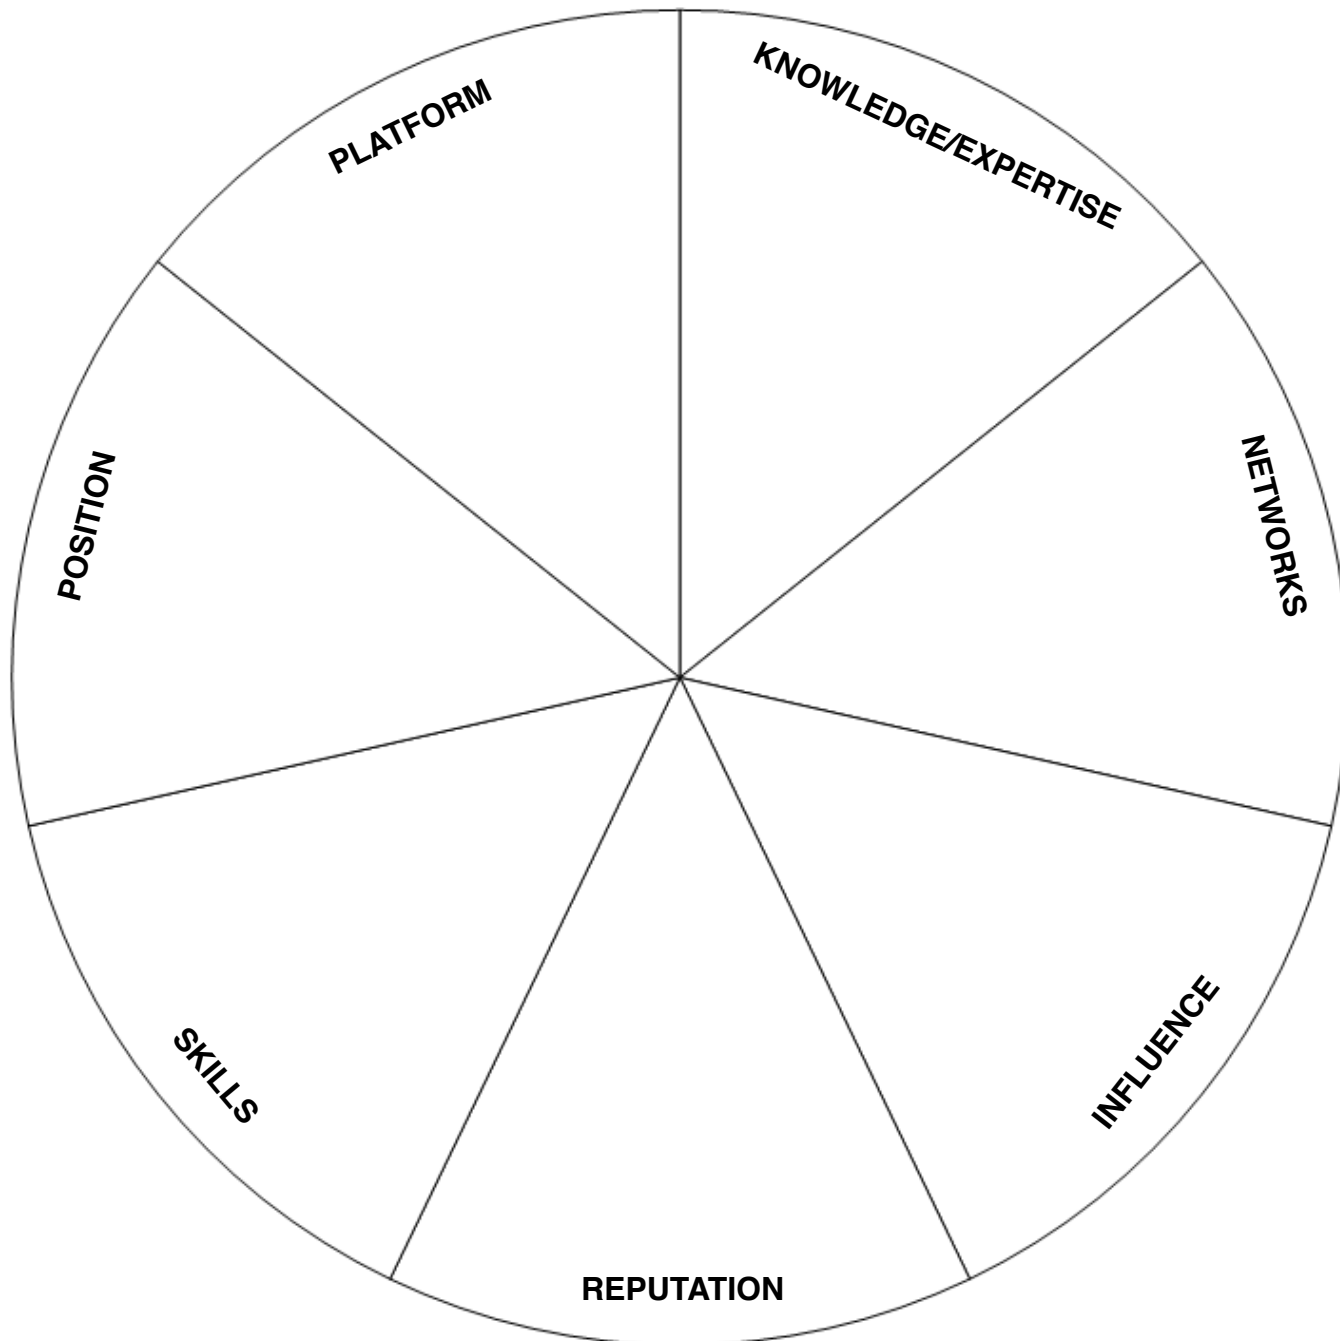 PLATFORM
KNOWLEDGE/EXPERTISE
POSITION
NETWORKS
SKILLS
INFLUENCE
REPUTATION